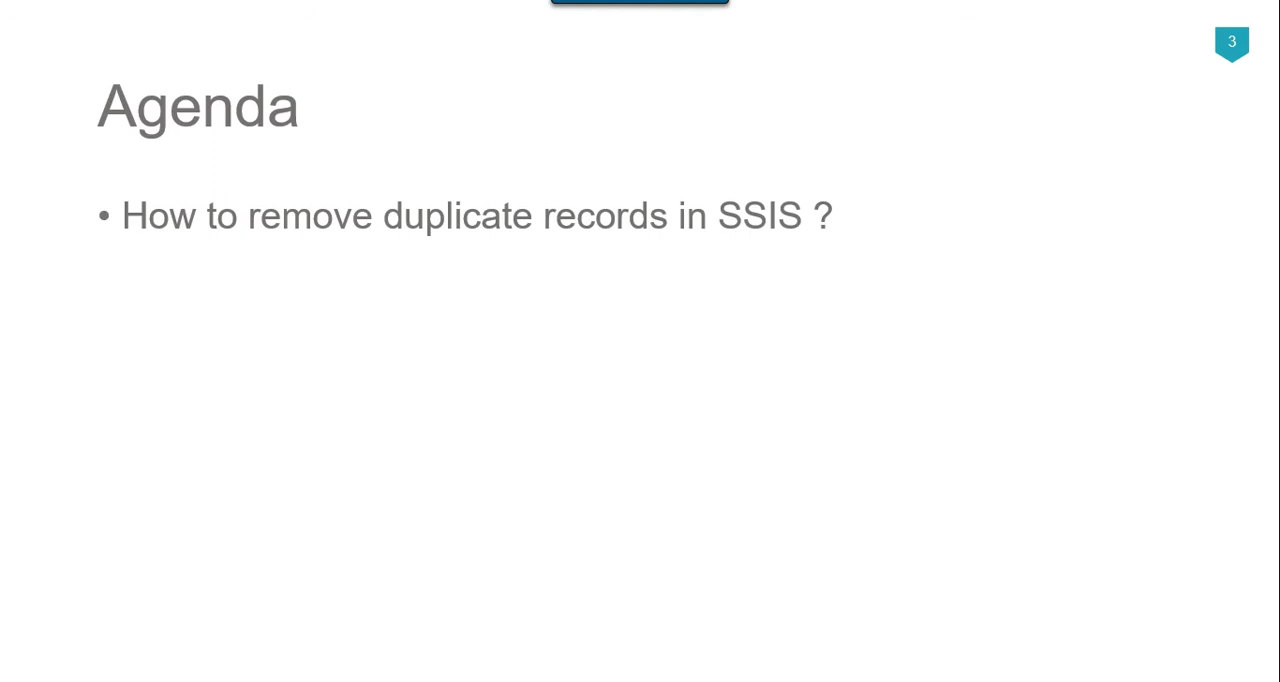 3
Agenda
• How to remove duplicate records in SSIS ?